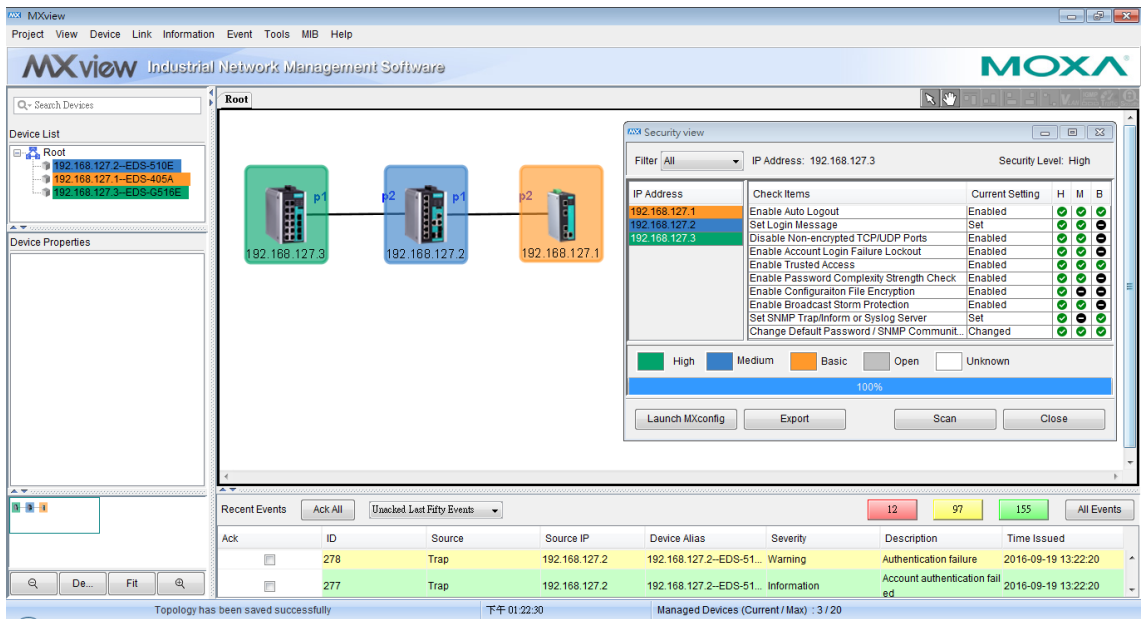 MXview
Project View Device Link Information Event Tools MIB Help
MXview Industrial Network Management Software MOXA
Search Devices
Root
Device List
Root
192.168.127.2--EDS-510E
192.168.127.1--EDS-405A
192.168.127.3--EDS-G516E
Device Properties
p1 p2 p1 p2
192.168.127.3 192.168.127.2 192.168.127.1
Security view
Filter All IP Address: 192.168.127.3 Security Level: High
IP Address Check Items Current Setting H M B
192.168.127.1
192.168.127.2
192.168.127.3
Enable Auto Logout Enabled
Set Login Message Set
Disable Non-encrypted TCP/UDP Ports Enabled
Enable Account Login Failure Lockout Enabled
Enable Trusted Access Enabled
Enable Password Complexity Strength Check Enabled
Enable Configuraiton File Encryption Enabled
Enable Broadcast Storm Protection Enabled
Set SNMP Trap/Inform or Syslog Server Set
Change Default Password / SNMP Communit... Changed
High Medium Basic Open Unknown
100%
Launch MXconfig Export Scan Close
De... Fit
Recent Events Ack All Unacked Last Fifty Events 12 97 155 All Events
Ack ID Source Source IP Device Alias Severity Description Time Issued
278 Trap 192.168.127.2 192.168.127.2--EDS-51... Warning Authentication failure 2016-09-19 13:22:20
277 Trap 192.168.127.2 192.168.127.2--EDS-51... Information Account authentication fail
ed 2016-09-19 13:22:20
Topology has been saved successfully 下午 01:22:30 Managed Devices (Current / Max) : 3 / 20